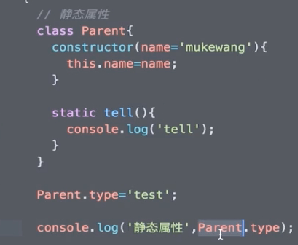 // 静态属性
class Parent{
constructor(name='mukewang'){
this.name=name;
}
static tell(){
console.log('tell');
}
}
Parent.type='test';
console.log('静态属性',Parent.type);